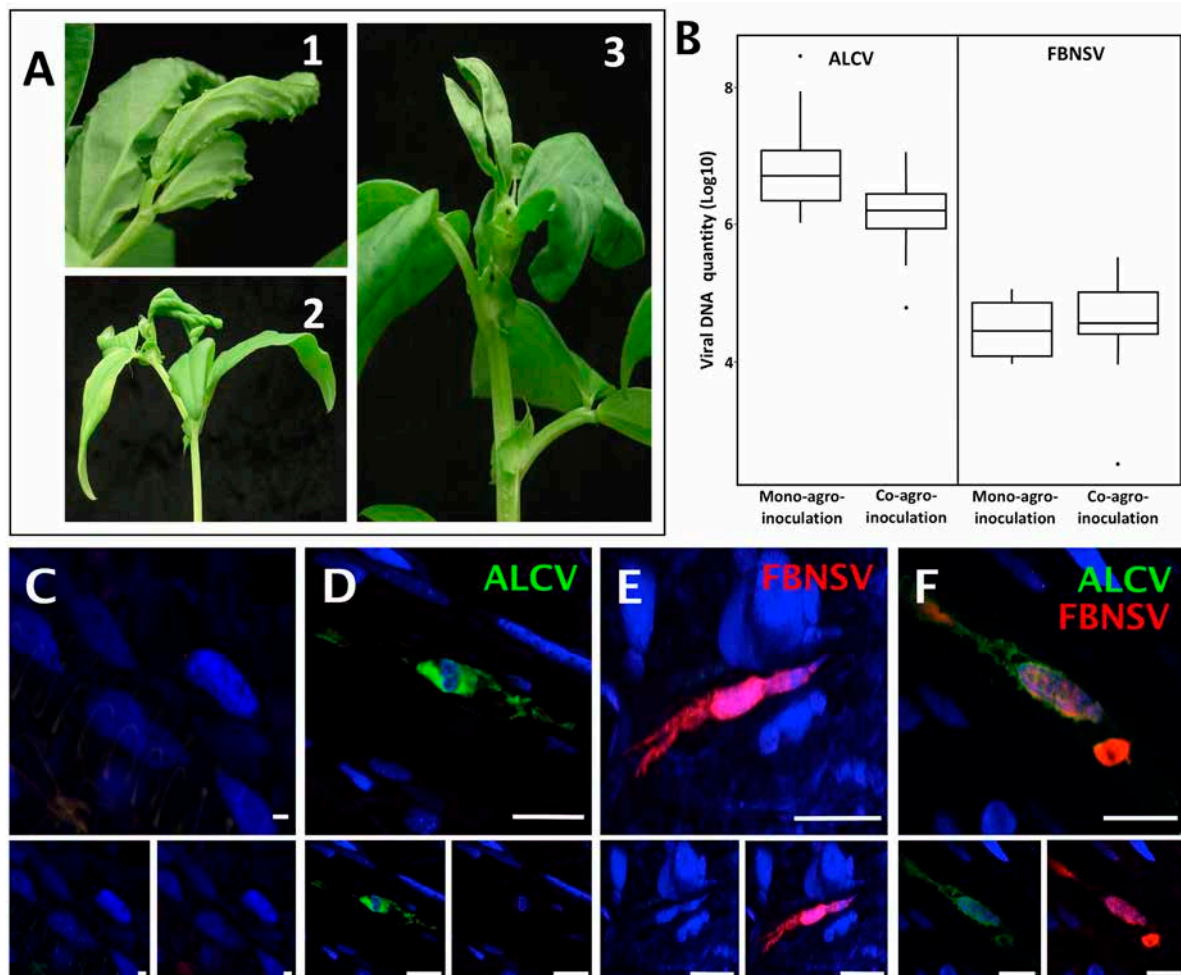 A
1
2
3
B
ALCV
FBNSV
Viral DNA quantity (Log10)
8
6
4
Mono-agro-
inoculation
Co-agro-
inoculation
Mono-agro-
inoculation
Co-agro-
inoculation
C
D
ALCV
E
FBNSV
F
ALCV
FBNSV